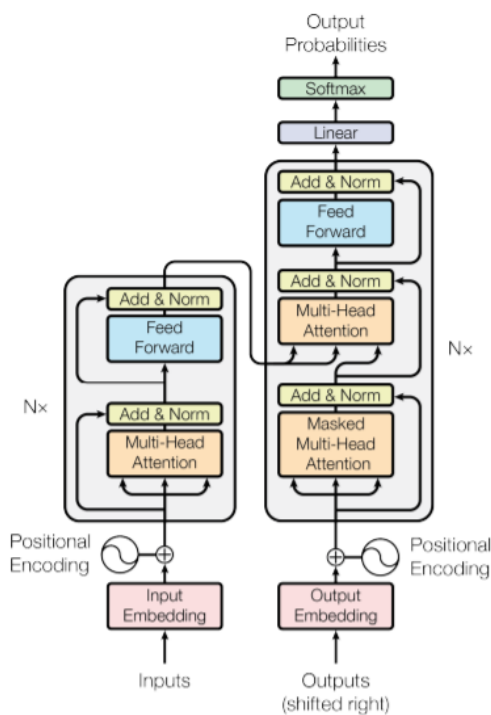 Output
Probabilities
Softmax
Linear
Add & Norm
Feed
Forward
Add & Norm
Multi-Head
Attention
Add & Norm
Masked
Multi-Head
Attention
Nx
Add & Norm
Feed
Forward
Add & Norm
Multi-Head
Attention
Nx
Positional
Encoding
Positional
Encoding
Input
Embedding
Output
Embedding
Inputs
Outputs
(shifted right)